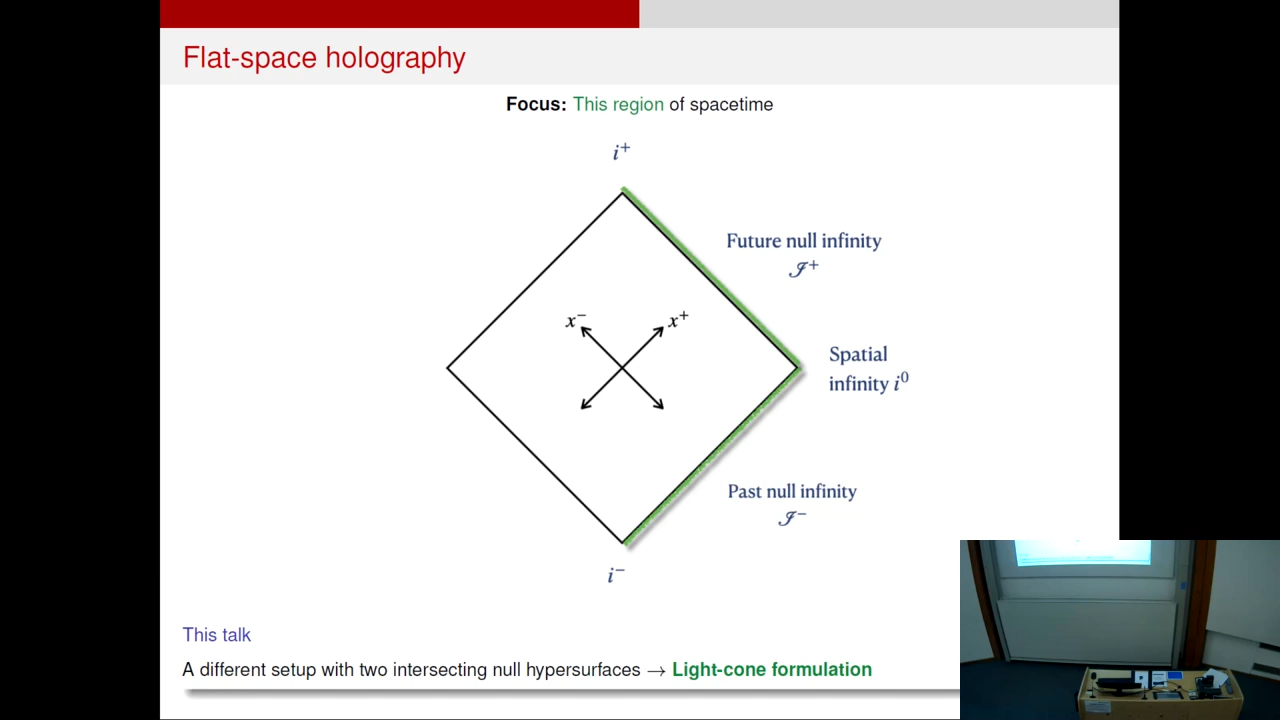 Flat-space holography
Focus: This region of spacetime
i⁺
Future null infinity
𝓘⁺
x⁻
x⁺
Spatial
infinity i⁰
Past null infinity
𝓘⁻
i⁻
This talk
A different setup with two intersecting null hypersurfaces → Light-cone formulation